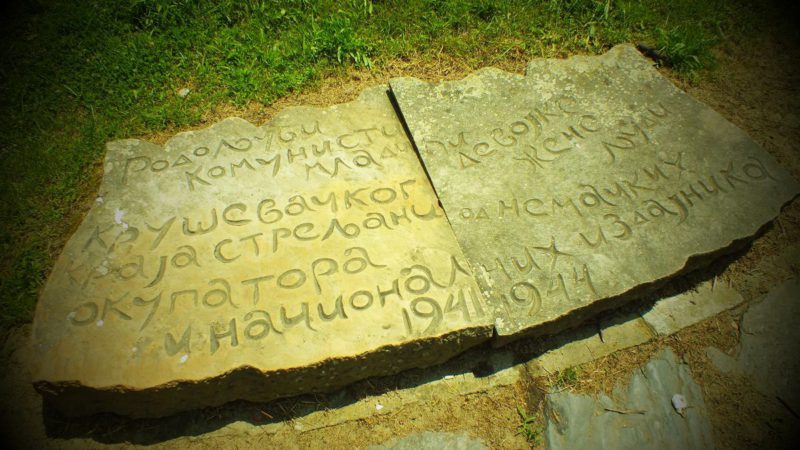 Родољуби
комунисти
младићи
девојке
жене
људи
крушевачког
краја стрељани од немачких
окупатора
и националних издајника
1941 1944